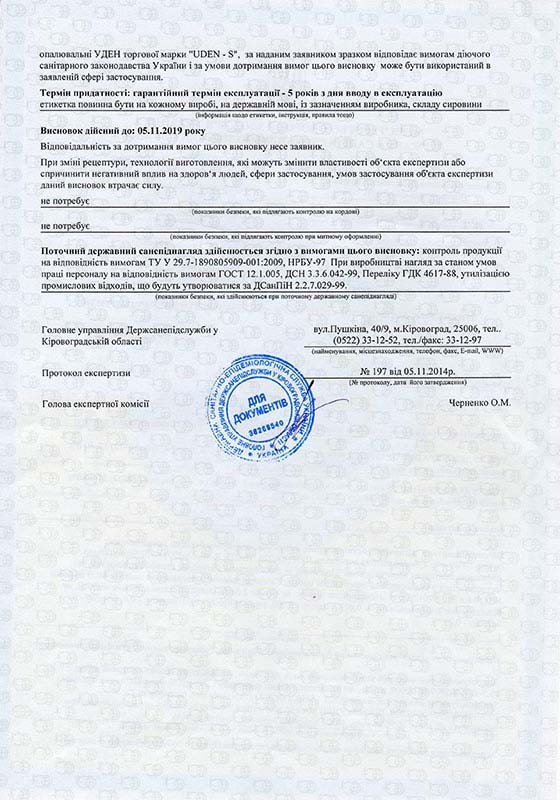 опалювальні УДЕН торгової марки "UDEN - S", за наданим заявником зразком відповідає вимогам діючого
санітарного законодавства України і за умови дотримання вимог цього висновку може бути використаний в
заявленій сфері застосування.
Термін придатності: гарантійний термін експлуатації - 5 років з дня вводу в експлуатацію
етикетка повинна бути на кожному виробі, на державній мові, із зазначенням виробника, складу сировини
(інформація щодо етикетки, інструкція, правила тощо)
Висновок дійсний до: 05.11.2019 року
Відповідальність за дотримання вимог цього висновку несе заявник.
При зміні рецептури, технології виготовлення, які можуть змінити властивості об'єкта експертизи або
спричинити негативний вплив на здоров'я людей, сфери застосування, умов застосування об'єкта експертизи
даний висновок втрачає силу.
не потребує
(показники безпеки, які підлягають контролю на кордоні)
не потребує
(показники безпеки, які підлягають контролю при митному оформленні)
Поточний державний санепіднагляд здійснюється згідно з вимогами цього висновку: контроль продукції
на відповідність вимогам ТУ У 29.7-1890805909-001:2009, НРБУ-97 При виробництві нагляд за станом умов
праці персоналу на відповідність вимогам ГОСТ 12.1.005, ДСН 3.3.6.042-99, Переліку ГДК 4617-88, утилізацією
промислових відходів, що будуть утворюватися за ДСанПіН 2.2.7.029-99.
(показники безпеки, які здійснюються при поточному державному санепіднагляді)
Головне управління Держсанепідслужби у
Кіровоградській області
вул.Пушкіна, 40/9, м.Кіровоград, 25006, тел..
(0522) 33-12-52, тел./факс: 33-12-97
(найменування, місцезнаходження, телефон, факс, E-mail, WWW)
Протокол експертизи
№ 197 від 05.11.2014р.
(№ протоколу, дата його затвердження)
Голова експертної комісії
Черненко О.М.
ДЕРЖАВНА САНІТАРНО-ЕПІДЕМІОЛОГІЧНА СЛУЖБА УКРАЇНИ
ГОЛОВНЕ УПРАВЛІННЯ ДЕРЖСАНЕПІДСЛУЖБИ У КІРОВОГРАДСЬКІЙ
ДЛЯ
ДОКУМЕНТІВ
38268540
УКРАЇНА